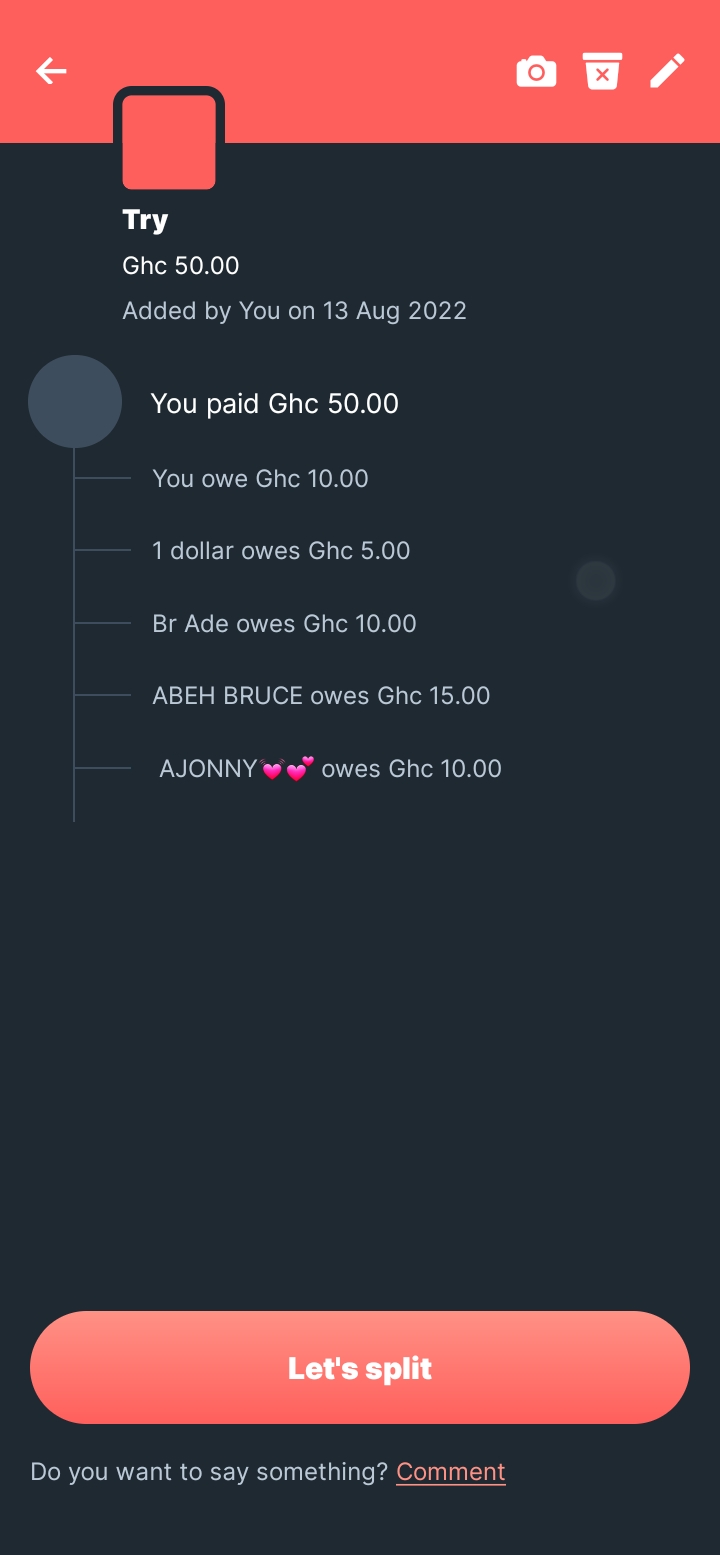 Try
Ghc 50.00
Added by You on 13 Aug 2022
You paid Ghc 50.00
You owe Ghc 10.00
1 dollar owes Ghc 5.00
Br Ade owes Ghc 10.00
ABEH BRUCE owes Ghc 15.00
AJONNY💓💕 owes Ghc 10.00
Let's split
Do you want to say something? Comment